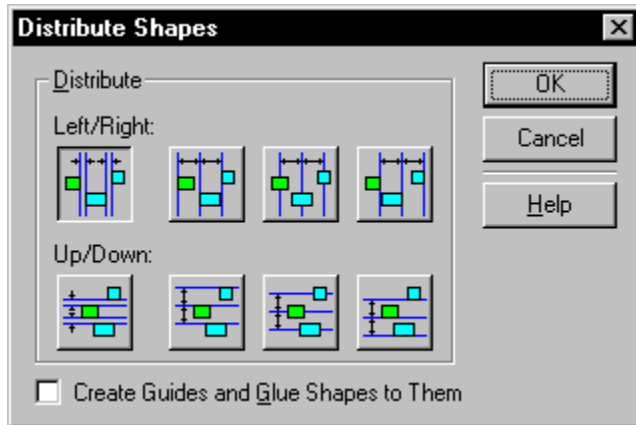 Distribute Shapes
Distribute
Left/Right:
Up/Down:
Create Guides and Glue Shapes to Them
OK
Cancel
Help